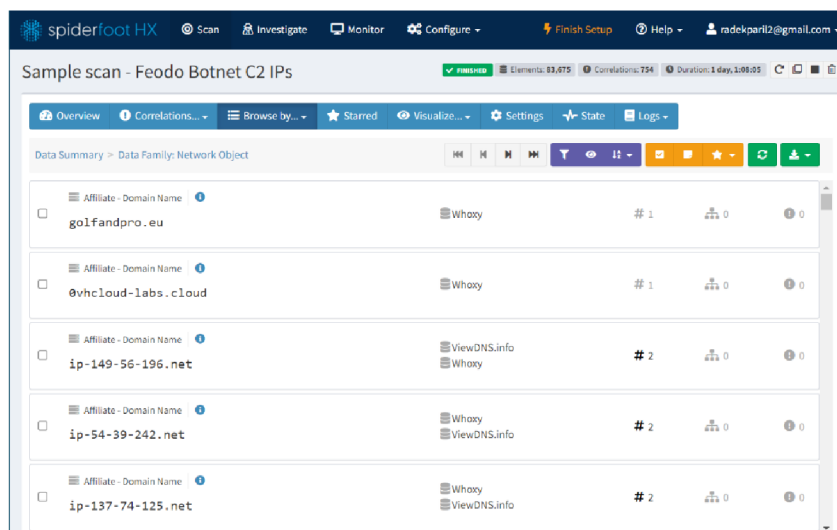 spiderfoot HX Scan Investigate Monitor Configure Finish Setup Help radekparil2@gmail.com
Sample scan - Feodo Botnet C2 IPs FINISHED Elements: 83,675 Correlations: 754 Duration: 1 day, 1:08:05
Overview Correlations... Browse by... Starred Visualize... Settings State Logs
Data Summary > Data Family: Network Object
Affiliate - Domain Name
golfandpro.eu Whoxy # 1 0 0
Affiliate - Domain Name
0vhcloud-labs.cloud Whoxy # 1 0 0
Affiliate - Domain Name
ViewDNS.info
ip-149-56-196.net Whoxy # 2 0 0
Affiliate - Domain Name
Whoxy
ip-54-39-242.net ViewDNS.info # 2 0 0
Affiliate - Domain Name
Whoxy
ip-137-74-125.net ViewDNS.info # 2 0 0